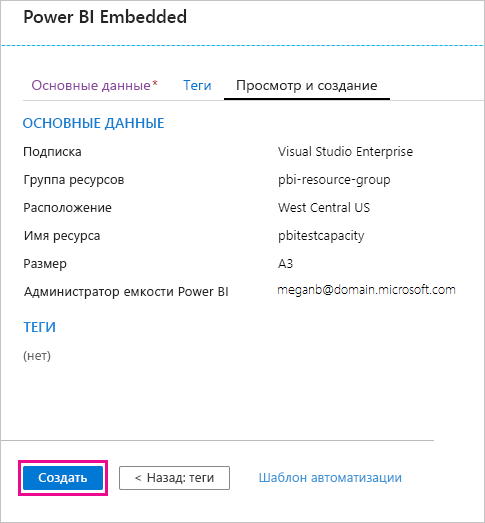 Power BI Embedded
Основные данные* Теги Просмотр и создание
ОСНОВНЫЕ ДАННЫЕ
Подписка Visual Studio Enterprise
Группа ресурсов pbi-resource-group
Расположение West Central US
Имя ресурса pbitestcapacity
Размер A3
Администратор емкости Power BI meganb@domain.microsoft.com
ТЕГИ
(нет)
Создать < Назад: теги Шаблон автоматизации